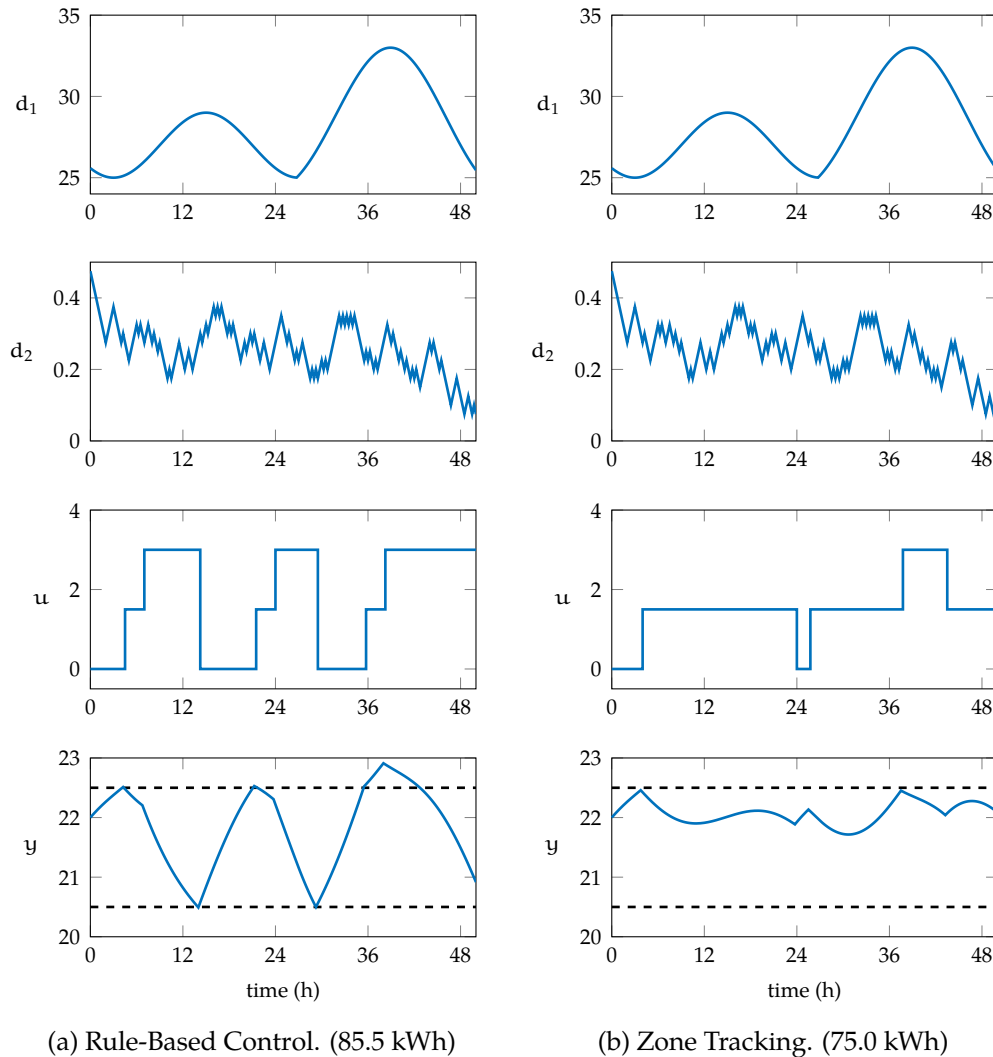 35
30
25
d1
0 12 24 36 48
35
30
25
d1
0 12 24 36 48
0.4
0.2
0
d2
0 12 24 36 48
0.4
0.2
0
d2
0 12 24 36 48
4
2
0
u
0 12 24 36 48
4
2
0
u
0 12 24 36 48
23
22
21
20
y
0 12 24 36 48
time (h)
23
22
21
20
y
0 12 24 36 48
time (h)
(a) Rule-Based Control. (85.5 kWh)
(b) Zone Tracking. (75.0 kWh)